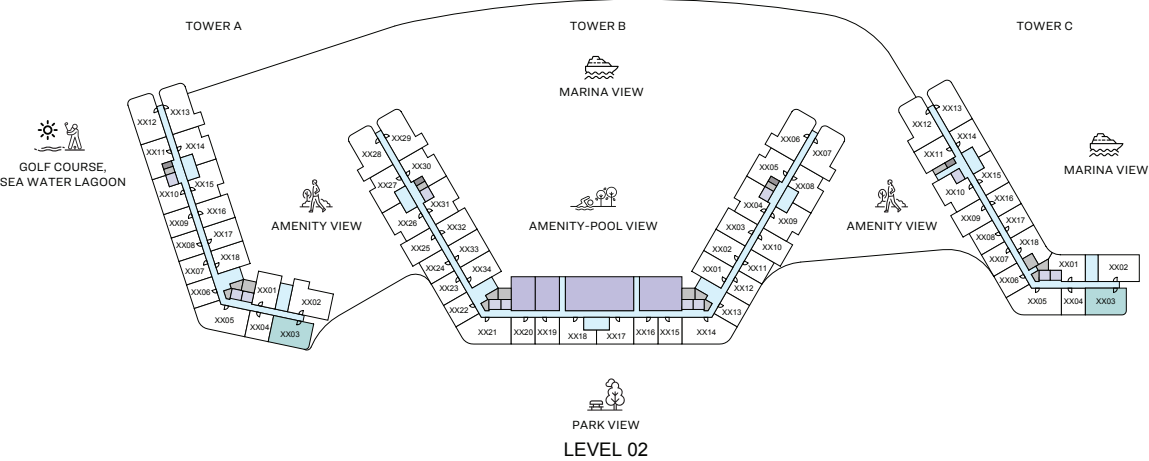 TOWER A
TOWER B
TOWER C
MARINA VIEW
GOLF COURSE,
SEA WATER LAGOON
AMENITY VIEW
AMENITY-POOL VIEW
AMENITY VIEW
MARINA VIEW
XX13
XX12
XX14
XX11
XX15
XX10
XX16
XX09
XX17
XX08
XX18
XX07
XX06
XX01
XX02
XX05
XX04
XX03
XX29
XX28
XX30
XX27
XX31
XX26
XX32
XX25
XX33
XX24
XX34
XX23
XX22
XX21
XX20
XX19
XX18
XX17
XX16
XX15
XX14
XX06
XX07
XX05
XX08
XX04
XX09
XX03
XX10
XX02
XX11
XX01
XX12
XX13
XX13
XX12
XX14
XX11
XX15
XX10
XX16
XX09
XX17
XX08
XX18
XX07
XX01
XX02
XX06
XX05
XX04
XX03
PARK VIEW
LEVEL 02